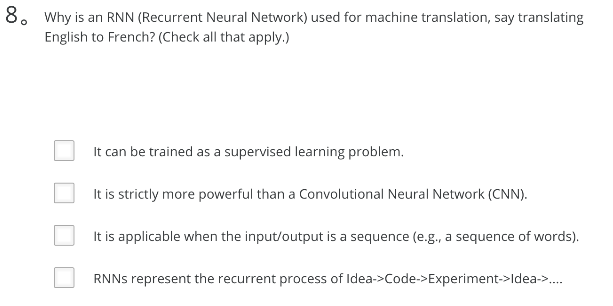 8。 Why is an RNN (Recurrent Neural Network) used for machine translation, say translating
English to French? (Check all that apply.)
It can be trained as a supervised learning problem.
It is strictly more powerful than a Convolutional Neural Network (CNN).
It is applicable when the input/output is a sequence (e.g., a sequence of words).
RNNs represent the recurrent process of Idea->Code->Experiment->Idea->....